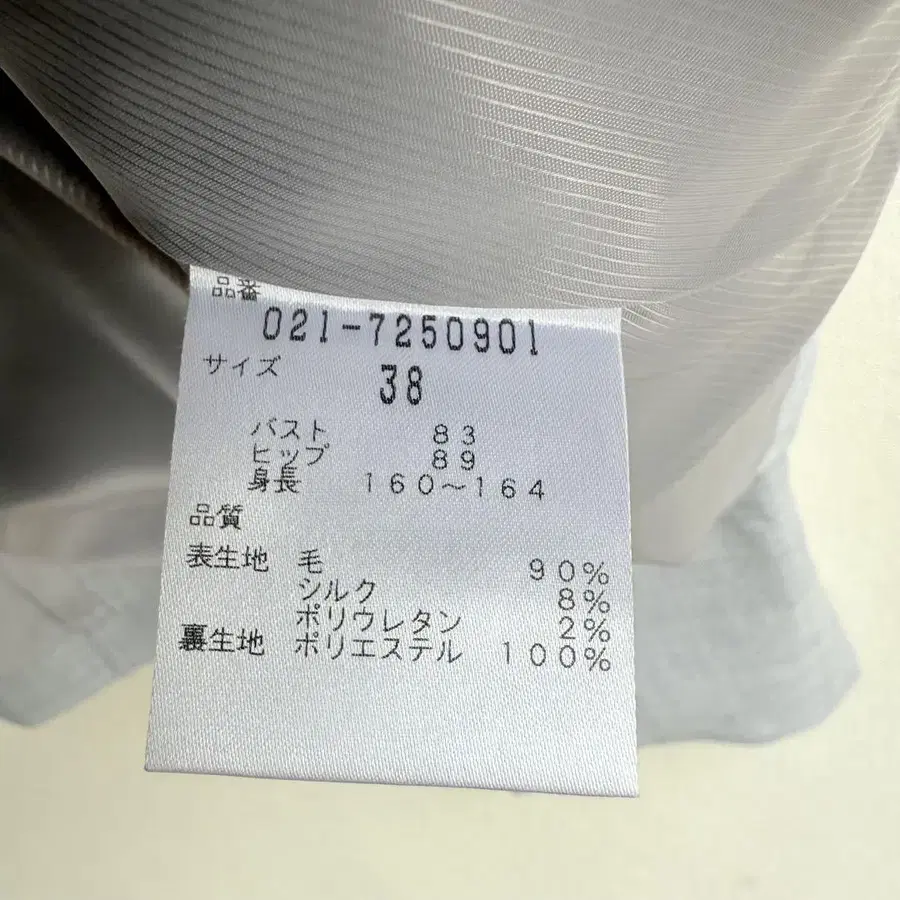 品番
021-7250901
サイズ 38
バスト 83
ヒップ 89
身長 160~164
品質
表生地 毛 90%
シルク 8%
ポリウレタン 2%
裏生地 ポリエステル 100%